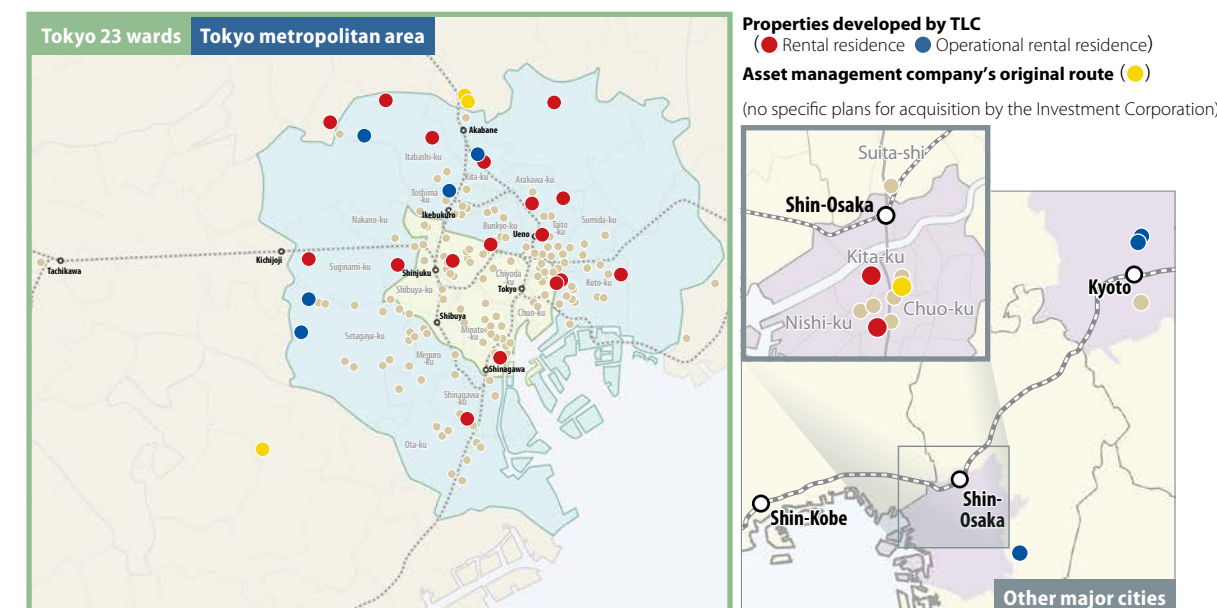 Tokyo 23 wards
Tokyo metropolitan area
Properties developed by TLC
( Rental residence Operational rental residence)
Asset management company's original route ( )
(no specific plans for acquisition by the Investment Corporation)
Akabane
Itabashi-ku
Kita-ku
Arakawa-ku
Toshima
-ku
Ikebukuro
Nakano-ku
Bunkyo-ku
Ueno
Taito
-ku
Sumida-ku
Kichijoji
Tachikawa
Suginami-ku
Shinjuku
Chiyoda
-ku
Tokyo
Koto-ku
Shibuya-ku
Chuo-ku
Shibuya
Minato
-ku
Setagaya-ku
Meguro
-ku
Shinagawa
Shinagawa
-ku
Ota-ku
Suita-shi
Shin-Osaka
Kita-ku
Nishi-ku
Chuo-ku
Kyoto
Shin-Kobe
Shin-
Osaka
Other major cities